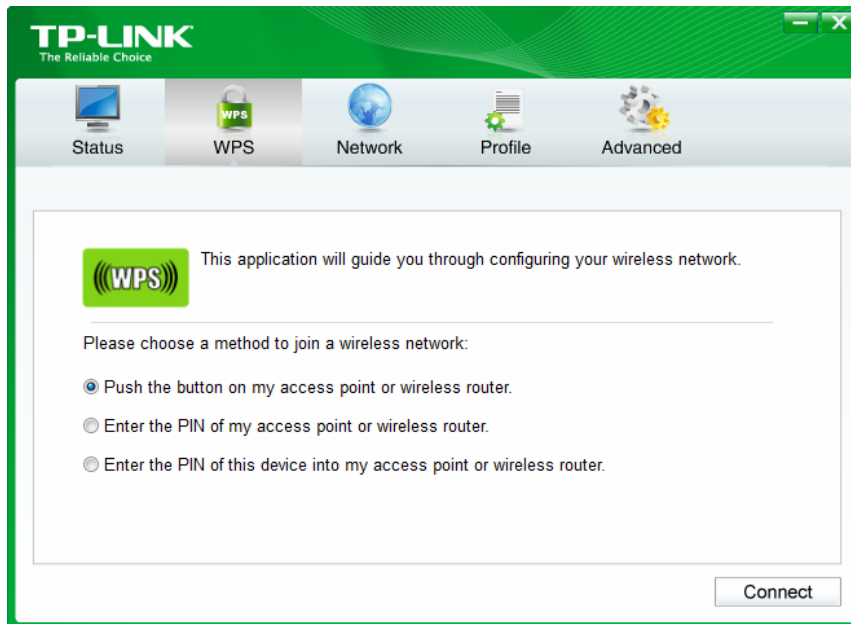 TP-LINK
The Reliable Choice
Status WPS Network Profile Advanced
WPS
(((WPS)))
This application will guide you through configuring your wireless network.
Please choose a method to join a wireless network:
Push the button on my access point or wireless router.
Enter the PIN of my access point or wireless router.
Enter the PIN of this device into my access point or wireless router.
Connect